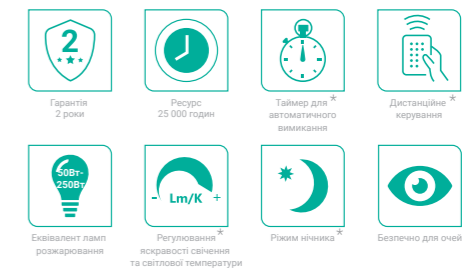 2
Гарантія
2 роки
Ресурс
25 000 годин
Таймер для *
автоматичного
вимикання
Дистанційне *
керування
50Вт-
250Вт
Еквівалент ламп
розжарювання
- Lm/K +
Регулювання *
яскравості свічення
та світлової температури
Ріжим нічника *
Безпечно для очей